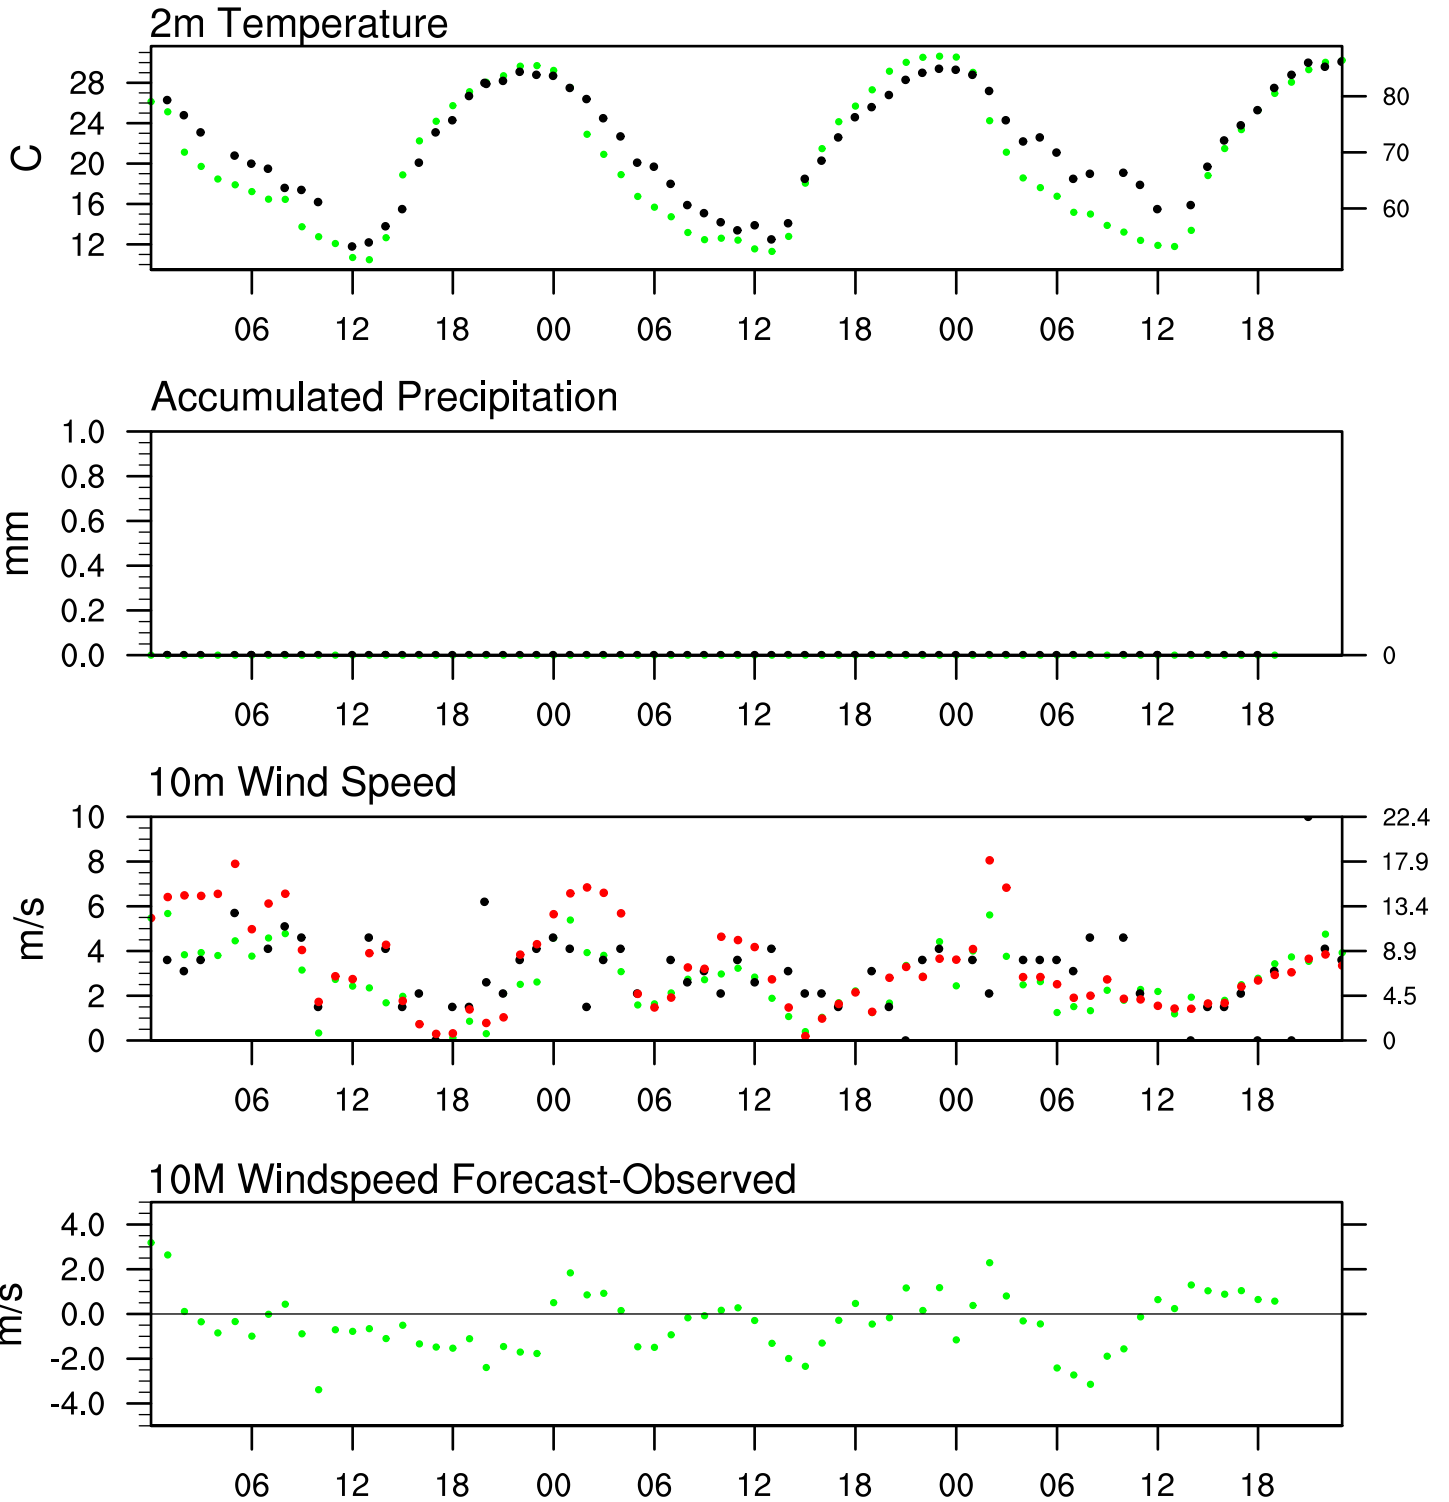 2m Temperature
28
24
20
16
12
C
80
70
60
06 12 18 00 06 12 18 00 06 12 18
Accumulated Precipitation
1.0
0.8
0.6
0.4
0.2
0.0
mm
0
06 12 18 00 06 12 18 00 06 12 18
10m Wind Speed
10
8
6
4
2
0
m/s
22.4
17.9
13.4
8.9
4.5
0
06 12 18 00 06 12 18 00 06 12 18
10M Windspeed Forecast-Observed
4.0
2.0
0.0
-2.0
-4.0
m/s
06 12 18 00 06 12 18 00 06 12 18